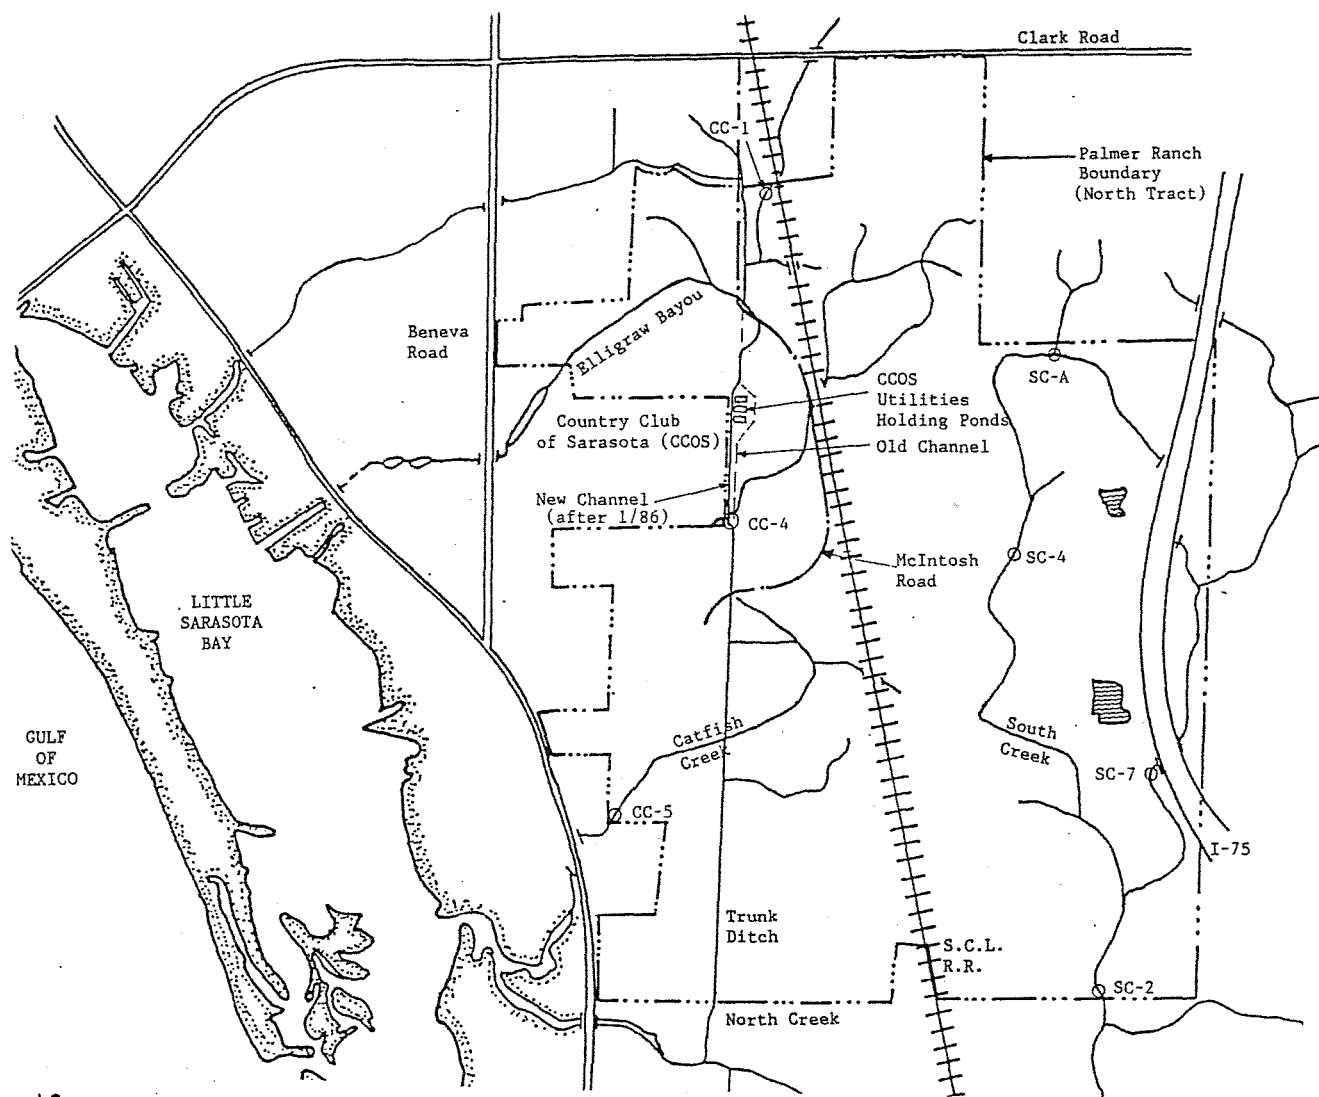 Clark Road
CC-1
Palmer Ranch
Boundary
(North Tract)
Beneva
Road
Elligraw Bayou
SC-A
CCOS
Utilities
Holding Ponds
Country Club
of Sarasota (CCOS)
Old Channel
New Channel
(after 1/86)
CC-4
SC-4
McIntosh
Road
LITTLE
SARASOTA
BAY
GULF
OF
MEXICO
Catfish
Creek
South
Creek
SC-7
CC-5
I-75
Trunk
Ditch
S.C.L.
R.R.
SC-2
North Creek